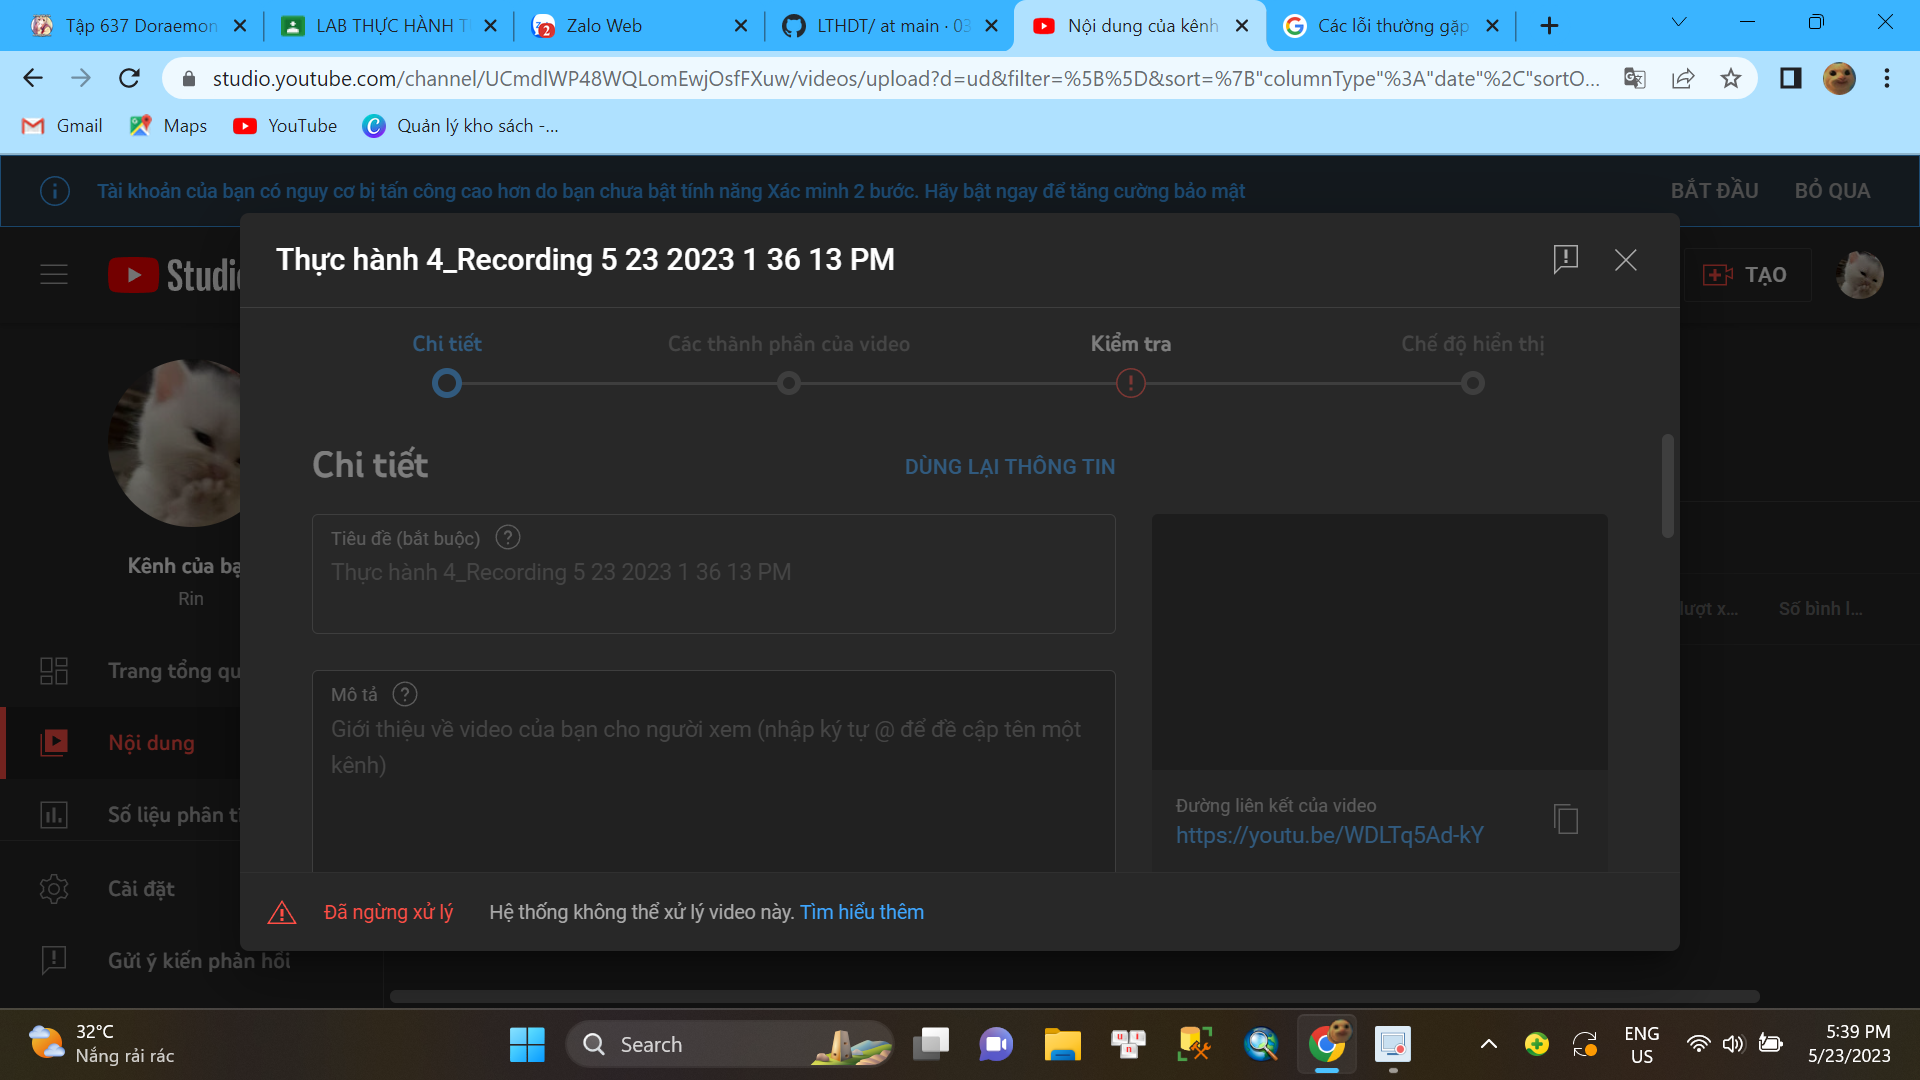 Tập 637 Doraemon
LAB THỰC HÀNH T
Zalo Web
LTHDT/ at main · 03
Nội dung của kênh
Các lỗi thường gặp
studio.youtube.com/channel/UCmdlWP48WQLomEwjOsfFXuw/videos/upload?d=ud&filter=%5B%5D&sort=%7B"columnType"%3A"date"%2C"sortO...
Gmail
Maps
YouTube
Quản lý kho sách -...
Tài khoản của bạn có nguy cơ bị tấn công cao hơn do bạn chưa bật tính năng Xác minh 2 bước. Hãy bật ngay để tăng cường bảo mật
BẮT ĐẦU
BỎ QUA
Studio
TẠO
Thực hành 4_Recording 5 23 2023 1 36 13 PM
Chi tiết
Các thành phần của video
Kiểm tra
Chế độ hiển thị
Chi tiết
DÙNG LẠI THÔNG TIN
Tiêu đề (bắt buộc)
Thực hành 4_Recording 5 23 2023 1 36 13 PM
Mô tả
Giới thiệu về video của bạn cho người xem (nhập ký tự @ để đề cập tên một
kênh)
Đường liên kết của video
https://youtu.be/WDLTq5Ad-kY
Đã ngừng xử lý
Hệ thống không thể xử lý video này. Tìm hiểu thêm
Kênh của bạ
Rin
Trang tổng qu
Nội dung
Số liệu phân tí
Cài đặt
Gửi ý kiến phản hồi
lượt x...
Số bình l...
32°C
Nắng rải rác
Search
ENG
US
5:39 PM
5/23/2023